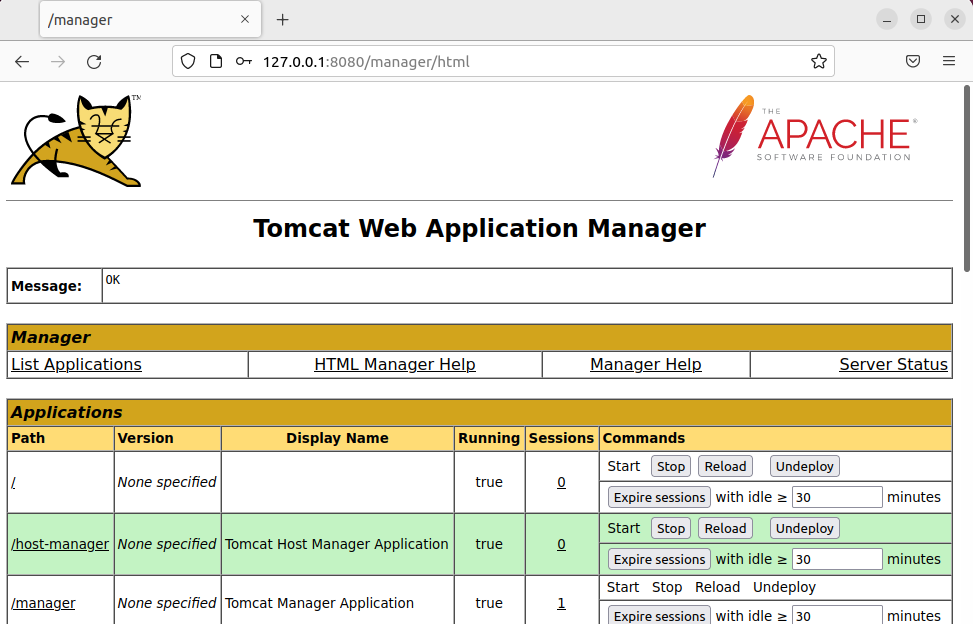 /manager
127.0.0.1:8080/manager/html
TM
THE
APACHE®
SOFTWARE FOUNDATION
Tomcat Web Application Manager
Message: OK
Manager
List Applications HTML Manager Help Manager Help Server Status
Applications
Path Version Display Name Running Sessions Commands
/ None specified true 0 Start Stop Reload Undeploy
Expire sessions with idle ≥ 30 minutes
/host-manager None specified Tomcat Host Manager Application true 0 Start Stop Reload Undeploy
Expire sessions with idle ≥ 30 minutes
/manager None specified Tomcat Manager Application true 1 Start Stop Reload Undeploy
Expire sessions with idle ≥ 30 minutes